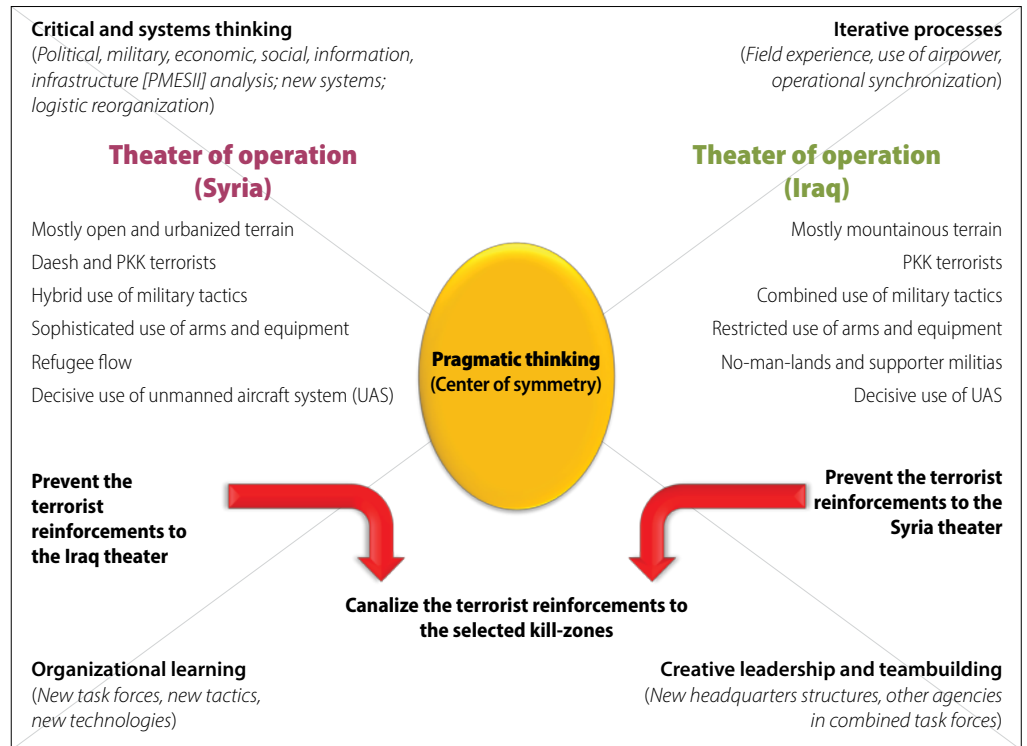 Critical and systems thinking
(Political, military, economic, social, information,
infrastructure [PMESII] analysis; new systems;
logistic reorganization)
Iterative processes
(Field experience, use of airpower,
operational synchronization)
Theater of operation
(Syria)
Mostly open and urbanized terrain
Daesh and PKK terrorists
Hybrid use of military tactics
Sophisticated use of arms and equipment
Refugee flow
Decisive use of unmanned aircraft system (UAS)
Theater of operation
(Iraq)
Mostly mountainous terrain
PKK terrorists
Combined use of military tactics
Restricted use of arms and equipment
No-man-lands and supporter militias
Decisive use of UAS
Pragmatic thinking
(Center of symmetry)
Prevent the
terrorist
reinforcements to
the Iraq theater
Prevent the terrorist
reinforcements to the
Syria theater
Canalize the terrorist reinforcements to
the selected kill-zones
Organizational learning
(New task forces, new tactics,
new technologies)
Creative leadership and teambuilding
(New headquarters structures, other agencies
in combined task forces)